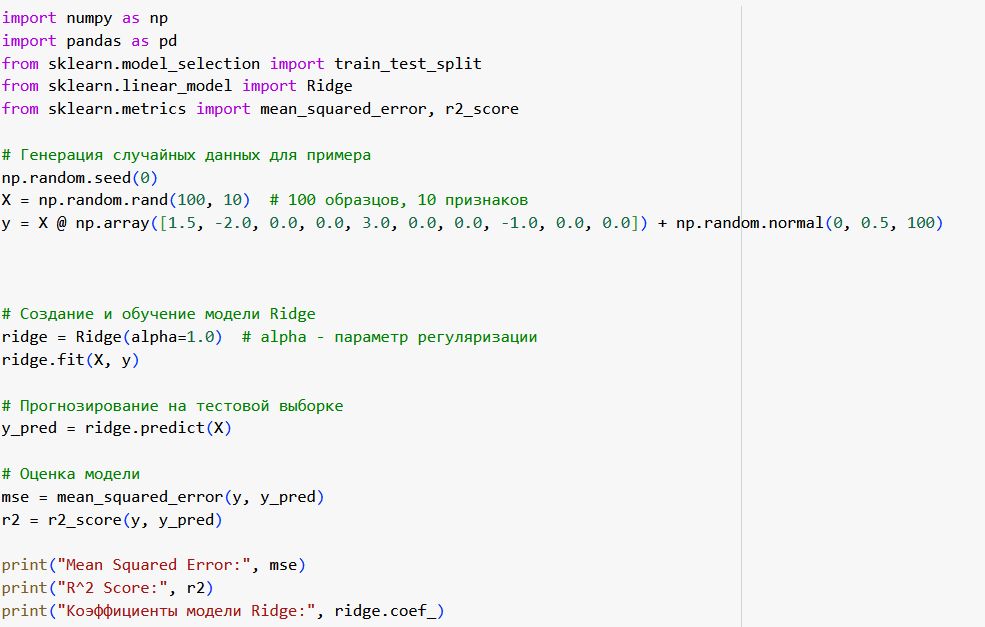 import numpy as np
import pandas as pd
from sklearn.model_selection import train_test_split
from sklearn.linear_model import Ridge
from sklearn.metrics import mean_squared_error, r2_score
# Генерация случайных данных для примера
np.random.seed(0)
X = np.random.rand(100, 10)  # 100 образцов, 10 признаков
y = X @ np.array([1.5, -2.0, 0.0, 0.0, 3.0, 0.0, 0.0, -1.0, 0.0, 0.0]) + np.random.normal(0, 0.5, 100)
# Создание и обучение модели Ridge
ridge = Ridge(alpha=1.0)  # alpha - параметр регуляризации
ridge.fit(X, y)
# Прогнозирование на тестовой выборке
y_pred = ridge.predict(X)
# Оценка модели
mse = mean_squared_error(y, y_pred)
r2 = r2_score(y, y_pred)
print("Mean Squared Error:", mse)
print("R^2 Score:", r2)
print("Коэффициенты модели Ridge:", ridge.coef_)